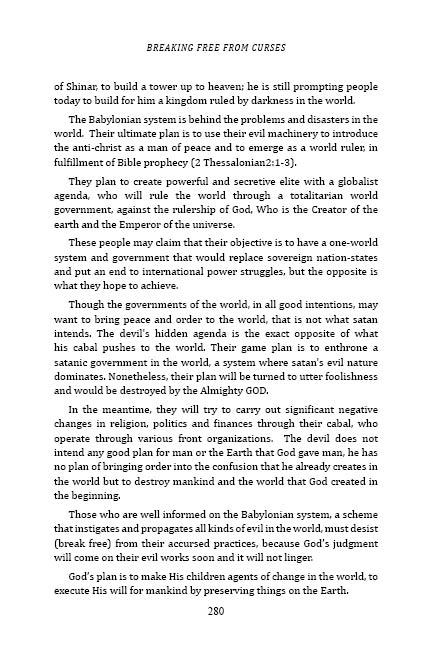 BREAKING FREE FROM CURSES
of Shinar, to build a tower up to heaven; he is still prompting people
today to build for him a kingdom ruled by darkness in the world.
The Babylonian system is behind the problems and disasters in the
world.  Their ultimate plan is to use their evil machinery to introduce
the anti-christ as a man of peace and to emerge as a world ruler, in
fulfillment of Bible prophecy (2 Thessalonian2:1-3).
They plan to create powerful and secretive elite with a globalist
agenda, who will rule the world through a totalitarian world
government, against the rulership of God, Who is the Creator of the
earth and the Emperor of the universe.
These people may claim that their objective is to have a one-world
system and government that would replace sovereign nation-states
and put an end to international power struggles, but the opposite is
what they hope to achieve.
Though the governments of the world, in all good intentions, may
want to bring peace and order to the world, that is not what satan
intends. The devil's hidden agenda is the exact opposite of what
his cabal pushes to the world. Their game plan is to enthrone a
satanic government in the world, a system where satan's evil nature
dominates. Nonetheless, their plan will be turned to utter foolishness
and would be destroyed by the Almighty GOD.
In the meantime, they will try to carry out significant negative
changes in religion, politics and finances through their cabal, who
operate through various front organizations.  The devil does not
intend any good plan for man or the Earth that God gave man, he has
no plan of bringing order into the confusion that he already creates in
the world but to destroy mankind and the world that God created in
the beginning.
Those who are well informed on the Babylonian system, a scheme
that instigates and propagates all kinds of evil in the world, must desist
(break free) from their accursed practices, because God's judgment
will come on their evil works soon and it will not linger.
God's plan is to make His children agents of change in the world, to
execute His will for mankind by preserving things on the Earth.
280